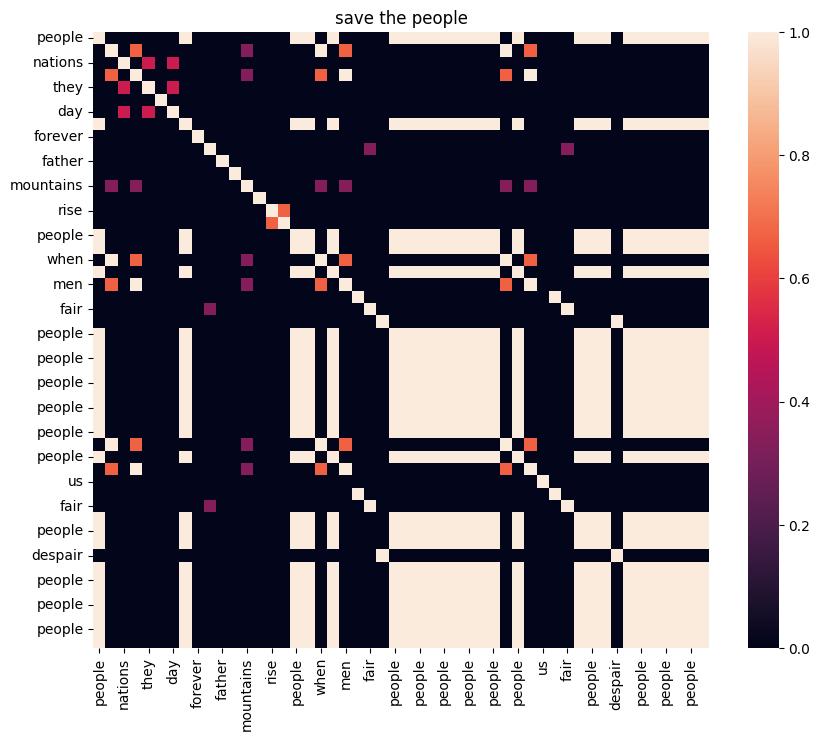 save the people
people
nations
they
day
forever
father
mountains
rise
people
when
men
fair
people
people
people
people
people
people
us
fair
people
despair
people
people
people
1.0
0.8
0.6
0.4
0.2
0.0
people
nations
they
day
forever
father
mountains
rise
people
when
men
fair
people
people
people
people
people
people
us
fair
people
despair
people
people
people